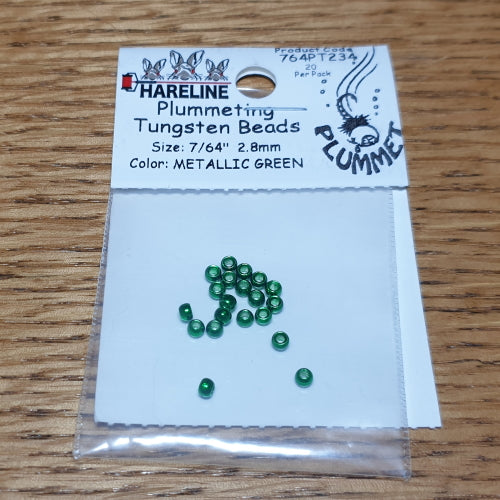 Product Code
764PT234
20
Per Pack
HARELINE
Plummeting
Tungsten Beads
Size: 7/64" 2.8mm
Color: METALLIC GREEN
PLUMMET